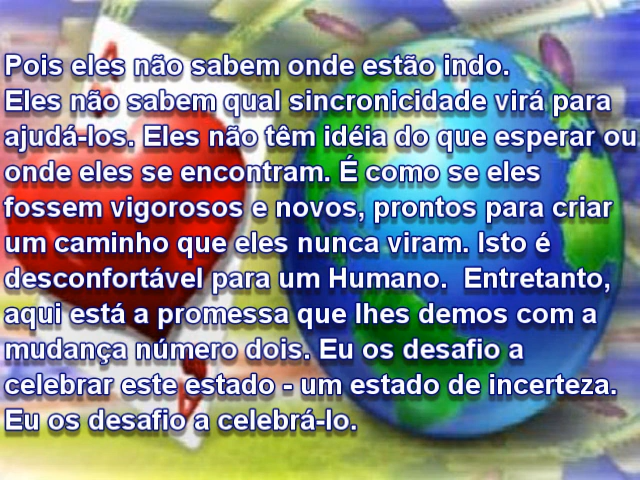 Pois eles não sabem onde estão indo.
Eles não sabem qual sincronicidade virá para
ajudá-los. Eles não têm idéia do que esperar ou
onde eles se encontram. É como se eles
fossem vigorosos e novos, prontos para criar
um caminho que eles nunca viram. Isto é
desconfortável para um Humano.  Entretanto,
aqui está a promessa que lhes demos com a
mudança número dois. Eu os desafio a
celebrar este estado - um estado de incerteza.
Eu os desafio a celebrá-lo.